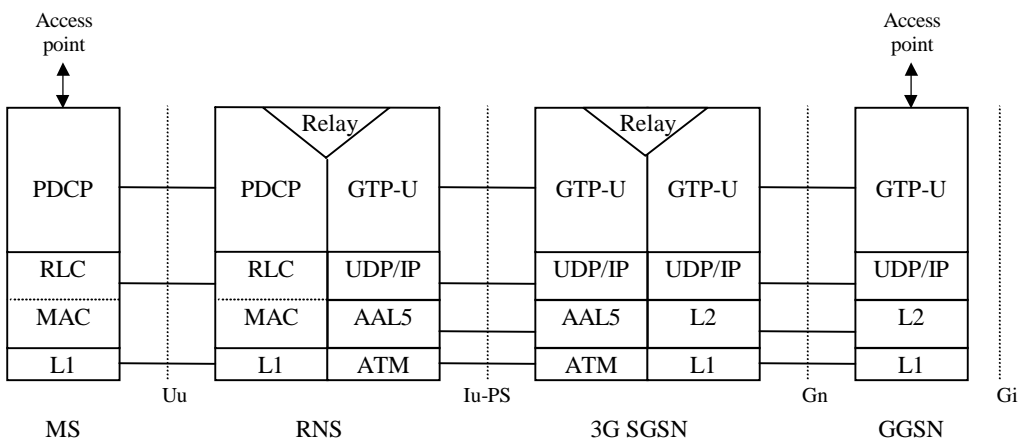 Access point Access point
Relay Relay
PDCP PDCP GTP-U GTP-U GTP-U GTP-U
RLC RLC UDP/IP UDP/IP UDP/IP UDP/IP
MAC MAC AAL5 AAL5 L2 L2
L1 L1 ATM ATM L1 L1
Uu Iu-PS Gn Gi
MS RNS 3G SGSN GGSN